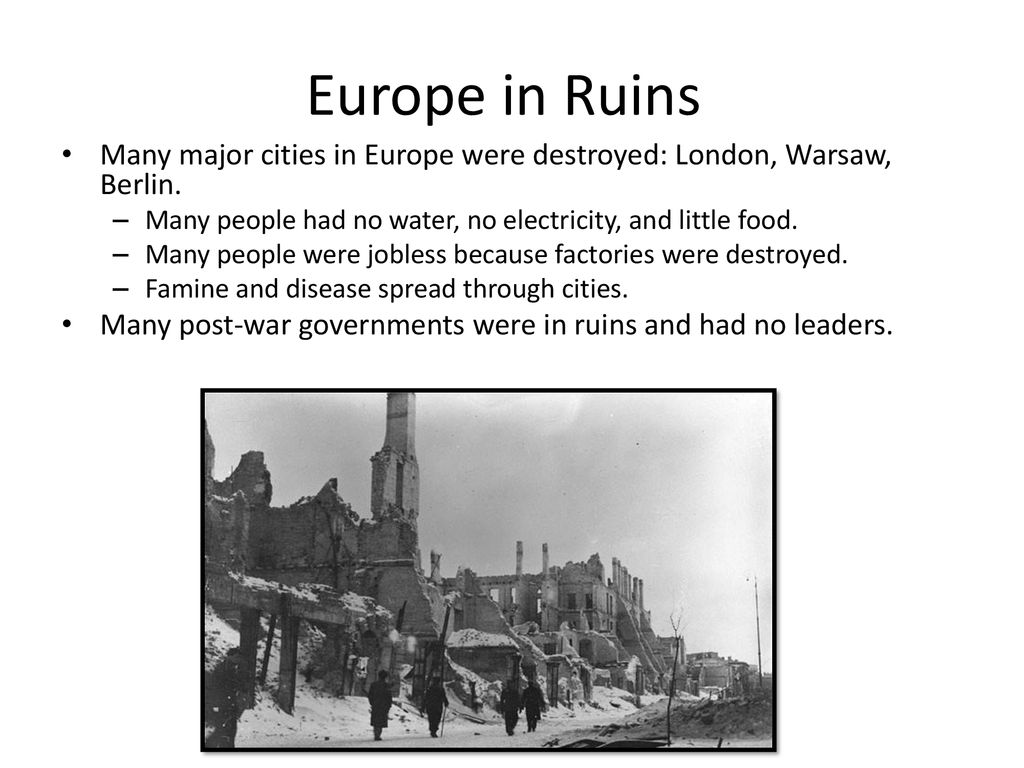 Europe in Ruins
• Many major cities in Europe were destroyed: London, Warsaw,
Berlin.
– Many people had no water, no electricity, and little food.
– Many people were jobless because factories were destroyed.
– Famine and disease spread through cities.
• Many post-war governments were in ruins and had no leaders.